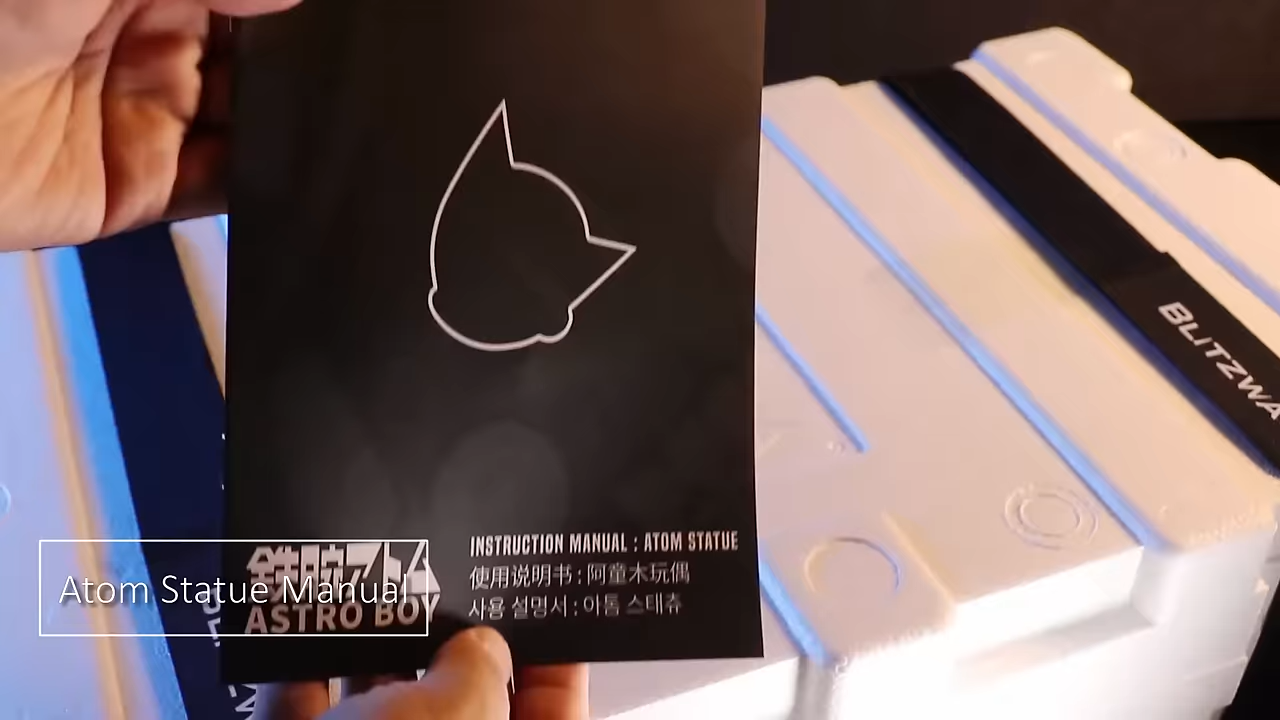 INSTRUCTION MANUAL : ATOM STATUE
使用说明书 : 阿童木玩偶
사용 설명서 : 아톰 스태츄
鉄腕アトム
ASTRO BOY
Atom Statue Manual
BLITZWA